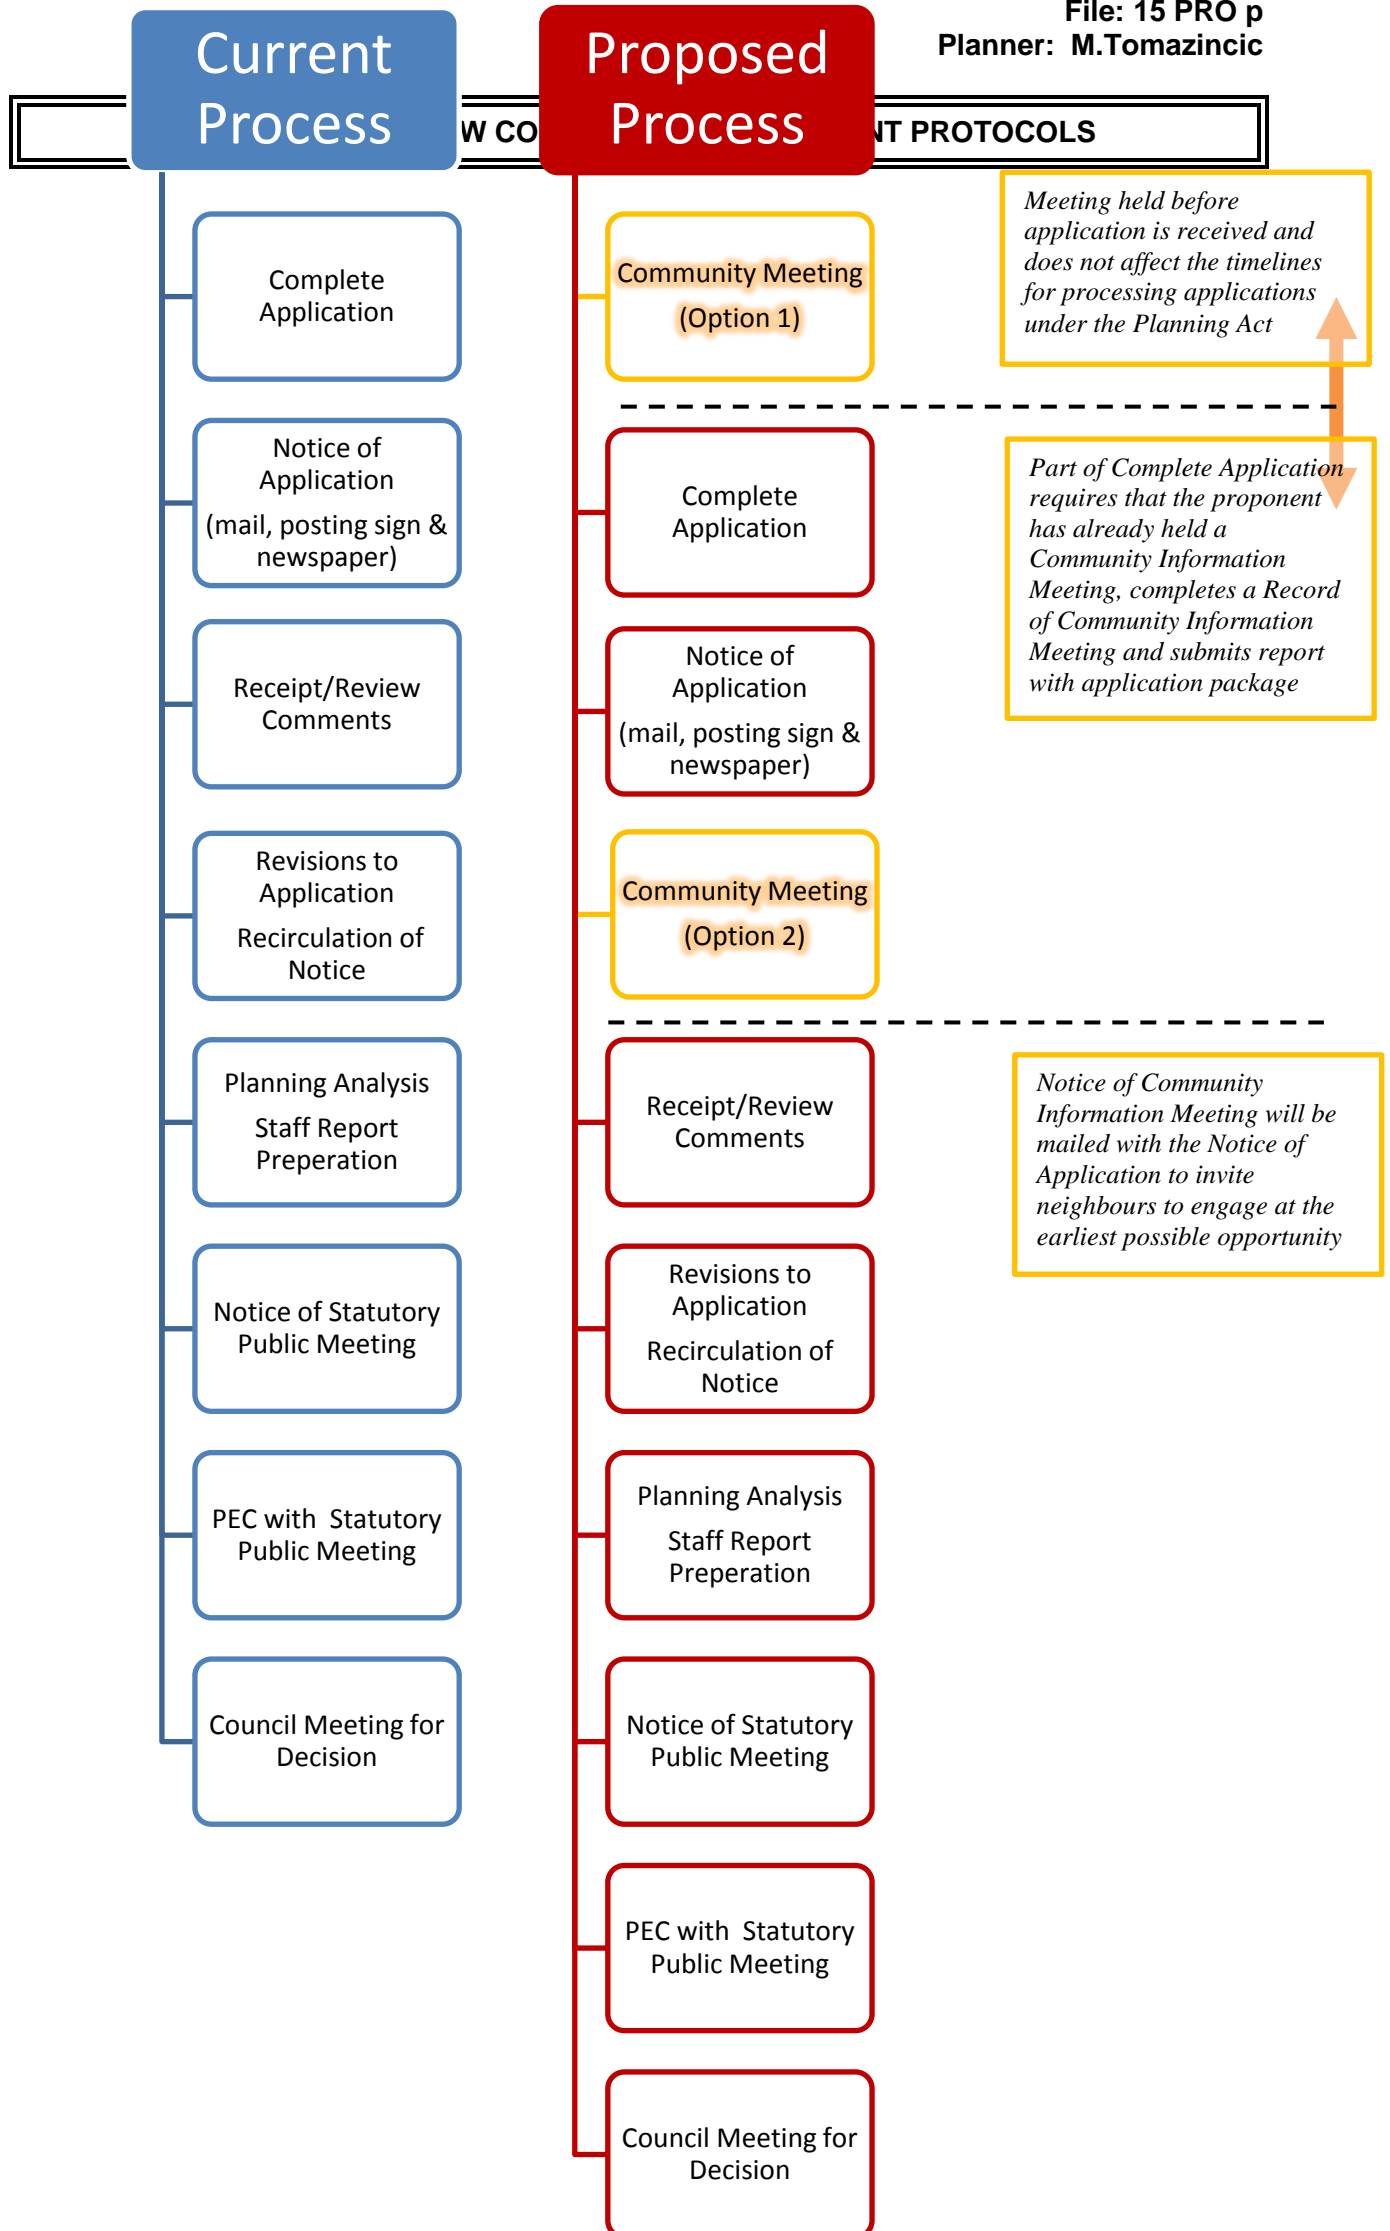 File: 15 PRO p
Planner: M.Tomazincic
Current
Process
Proposed
Process
W CO
NT PROTOCOLS
Complete
Application
Notice of
Application
(mail, posting sign &
newspaper)
Receipt/Review
Comments
Revisions to
Application
Recirculation of
Notice
Planning Analysis
Staff Report
Preperation
Notice of Statutory
Public Meeting
PEC with Statutory
Public Meeting
Council Meeting for
Decision
Community Meeting
(Option 1)
Complete
Application
Notice of
Application
(mail, posting sign &
newspaper)
Community Meeting
(Option 2)
Receipt/Review
Comments
Revisions to
Application
Recirculation of
Notice
Planning Analysis
Staff Report
Preperation
Notice of Statutory
Public Meeting
PEC with Statutory
Public Meeting
Council Meeting for
Decision
Meeting held before
application is received and
does not affect the timelines
for processing applications
under the Planning Act
Part of Complete Application
requires that the proponent
has already held a
Community Information
Meeting, completes a Record
of Community Information
Meeting and submits report
with application package
Notice of Community
Information Meeting will be
mailed with the Notice of
Application to invite
neighbours to engage at the
earliest possible opportunity